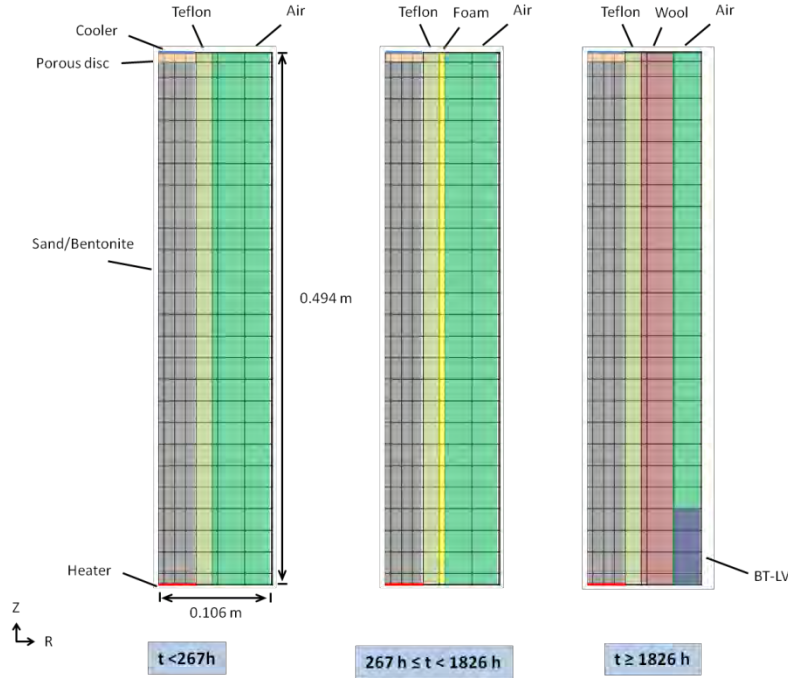 Teflon
Air
Cooler
Porous disc
Sand/Bentonite
0.494 m
Heater
0.106 m
Z
R
t <267h
Teflon
Foam
Air
267 h ≤ t < 1826 h
Teflon
Wool
Air
BT-LV
t ≥ 1826 h